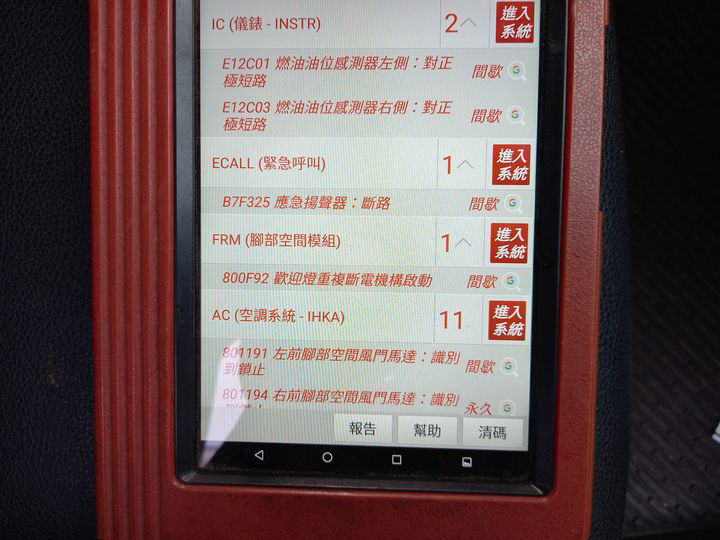 IC (儀錶 - INSTR) 2 進入系統
E12C01 燃油油位感測器左側：對正
極短路 間歇
E12C03 燃油油位感測器右側：對正
極短路 間歇
ECALL (緊急呼叫) 1 進入系統
B7F325 應急揚聲器：斷路 間歇
FRM (腳部空間模組) 1 進入系統
800F92 歡迎燈重複斷電機構啟動 間歇
AC (空調系統 - IHKA) 11 進入系統
801191 左前腳部空間風門馬達：識別
到鎖止 間歇
801194 右前腳部空間風門馬達：識別
永久
報告 幫助 清碼